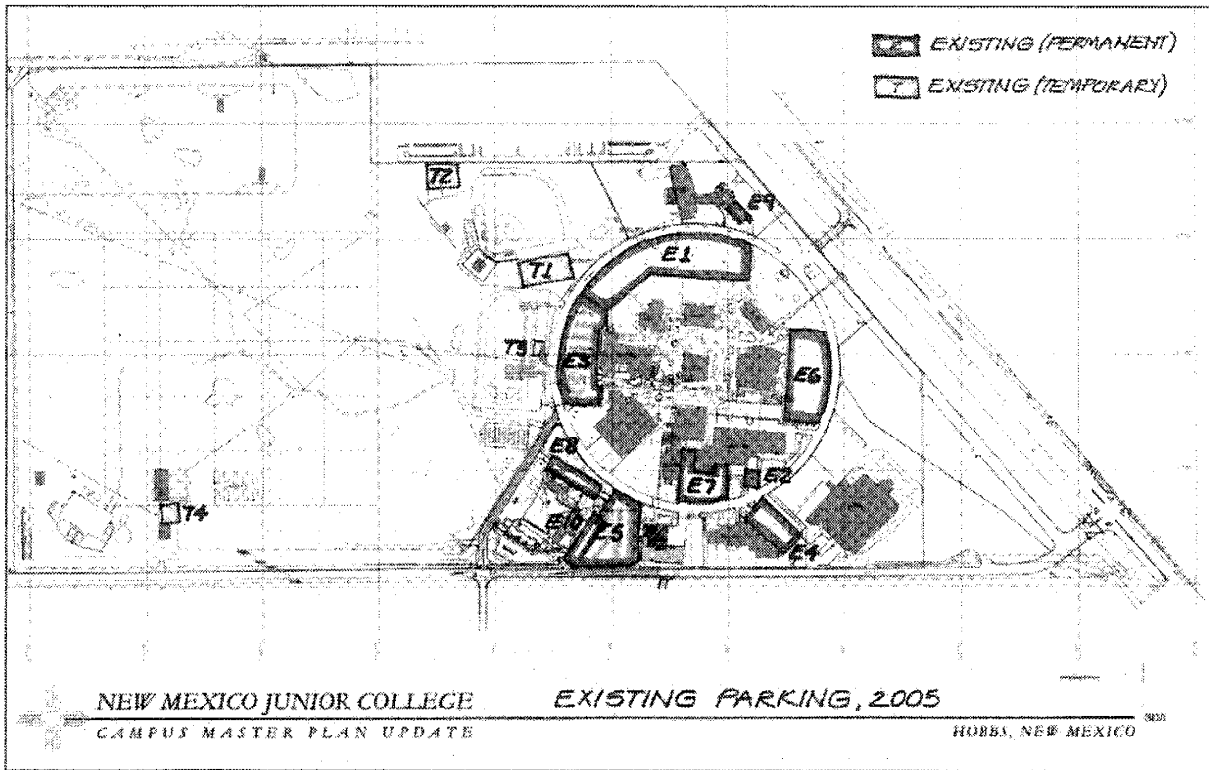 E EXISTING (PERMANENT)
T EXISTING (TEMPORARY)
T2
E9
E1
T1
T3
E3
E6
E8
E2
E7
T4
E10
E5
E4
NEW MEXICO JUNIOR COLLEGE EXISTING PARKING, 2005
CAMPUS MASTER PLAN UPDATE HOBBS, NEW MEXICO